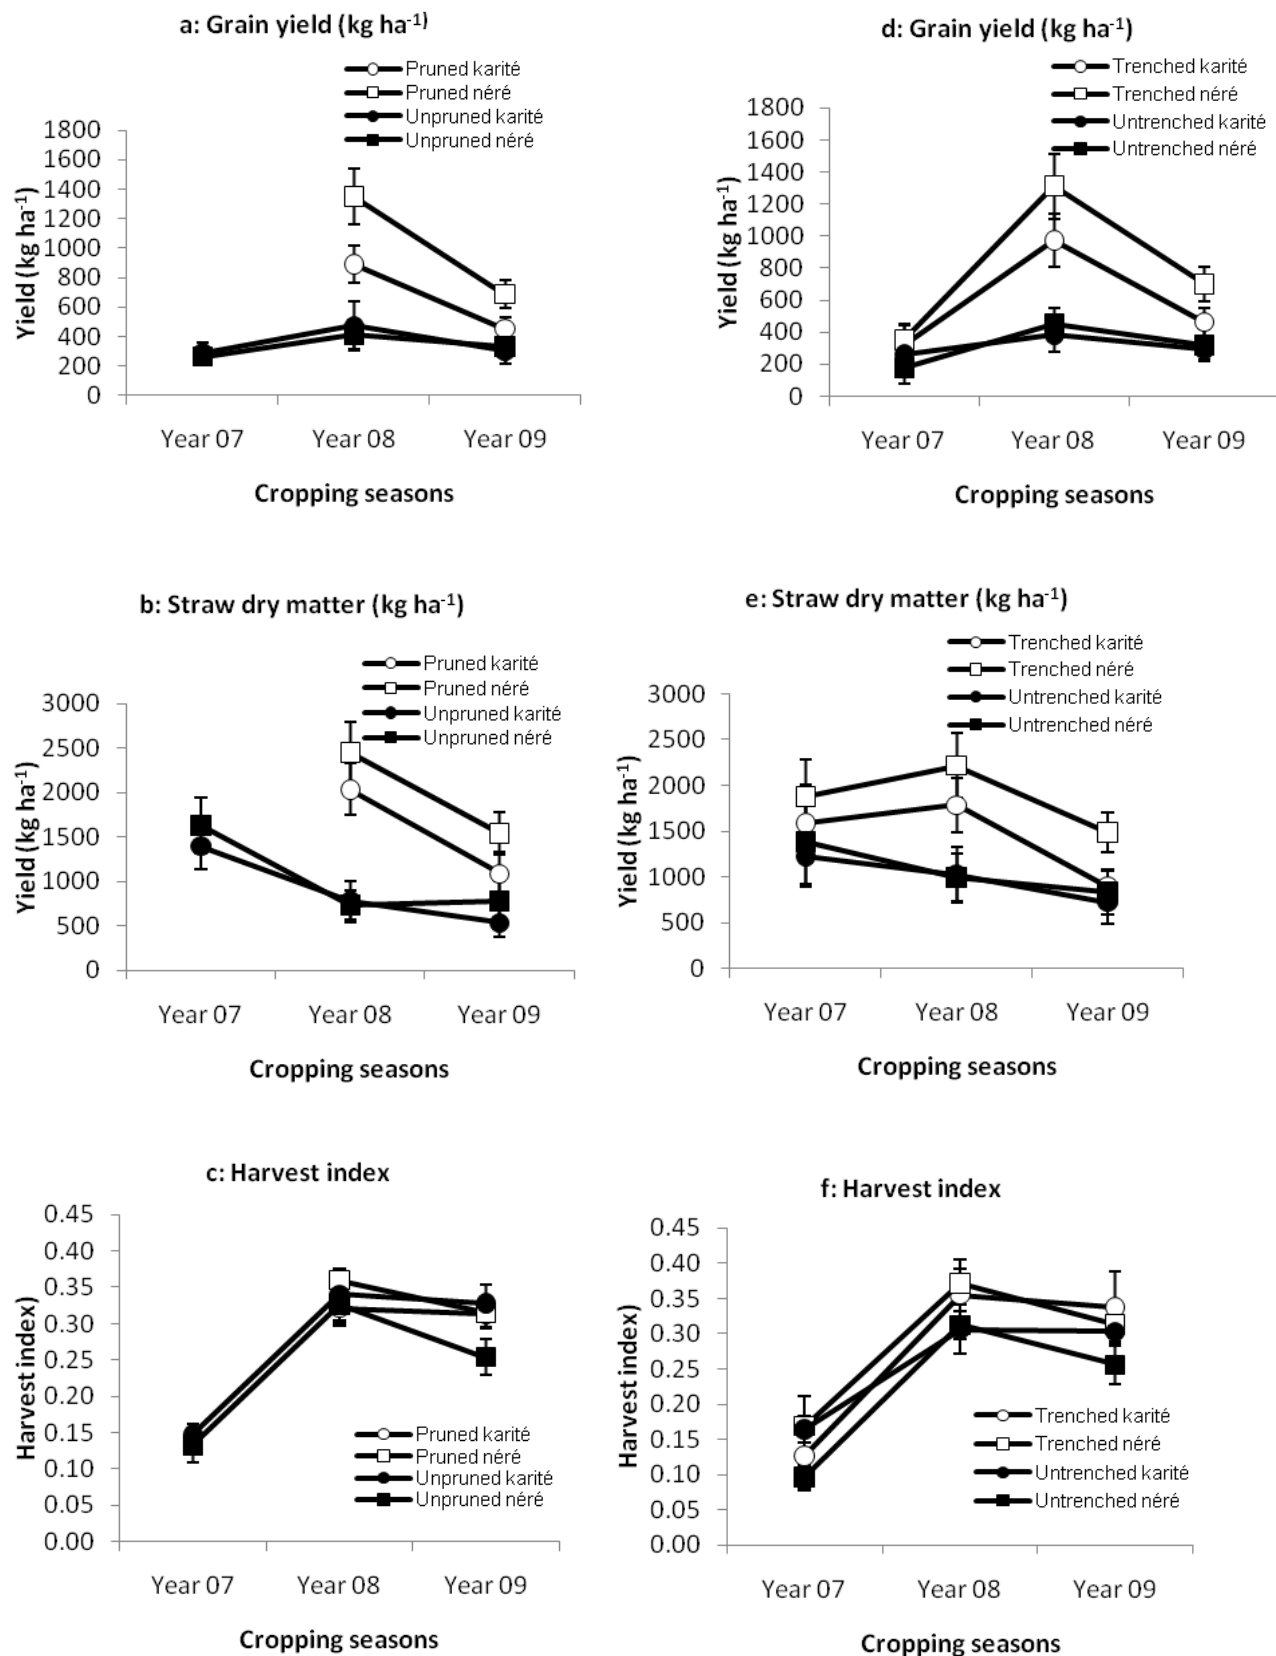 a: Grain yield (kg ha-1)
Pruned karité
Pruned néré
Unpruned karité
Unpruned néré
1800
1600
1400
1200
1000
800
600
400
200
0
Yield (kg ha-1)
Year 07 Year 08 Year 09
Cropping seasons
d: Grain yield (kg ha-1)
Trenched karité
Trenched néré
Untrenched karité
Untrenched néré
1800
1600
1400
1200
1000
800
600
400
200
0
Yield (kg ha-1)
Year 07 Year 08 Year 09
Cropping seasons
b: Straw dry matter (kg ha-1)
Pruned karité
Pruned néré
Unpruned karité
Unpruned néré
3000
2500
2000
1500
1000
500
0
Yield (kg ha-1)
Year 07 Year 08 Year 09
Cropping seasons
e: Straw dry matter (kg ha-1)
Trenched karité
Trenched néré
Untrenched karité
Untrenched néré
3000
2500
2000
1500
1000
500
0
Yield (kg ha-1)
Year 07 Year 08 Year 09
Cropping seasons
c: Harvest index
0.45
0.40
0.35
0.30
0.25
0.20
0.15
0.10
0.05
0.00
Harvest index)
Pruned karité
Pruned néré
Unpruned karité
Unpruned néré
Year 07 Year 08 Year 09
Cropping seasons
f: Harvest index
0.45
0.40
0.35
0.30
0.25
0.20
0.15
0.10
0.05
0.00
Harvest index)
Trenched karité
Trenched néré
Untrenched karité
Untrenched néré
Year 07 Year 08 Year 09
Cropping seasons